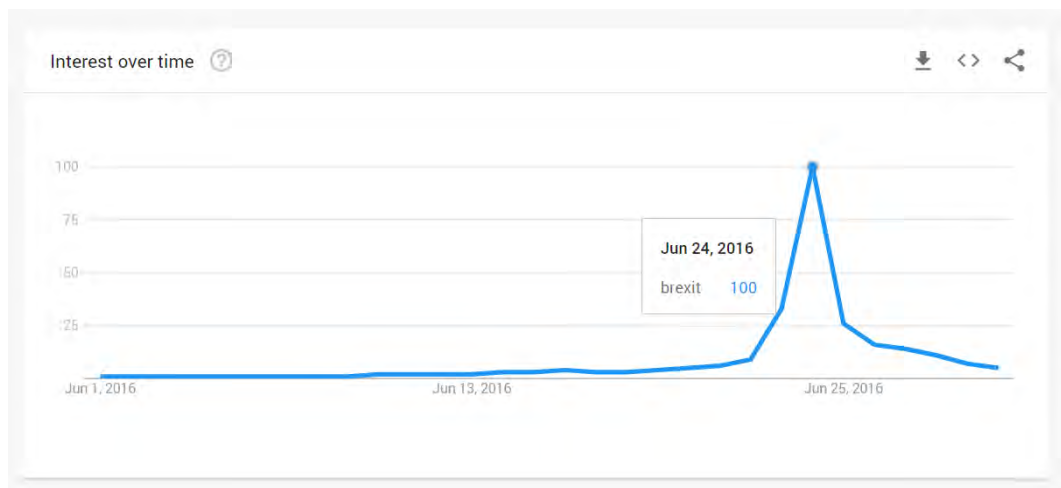 Interest over time ?
100
75
50
25
Jun 24, 2016
brexit 100
Jun 1, 2016 Jun 13, 2016 Jun 25, 2016